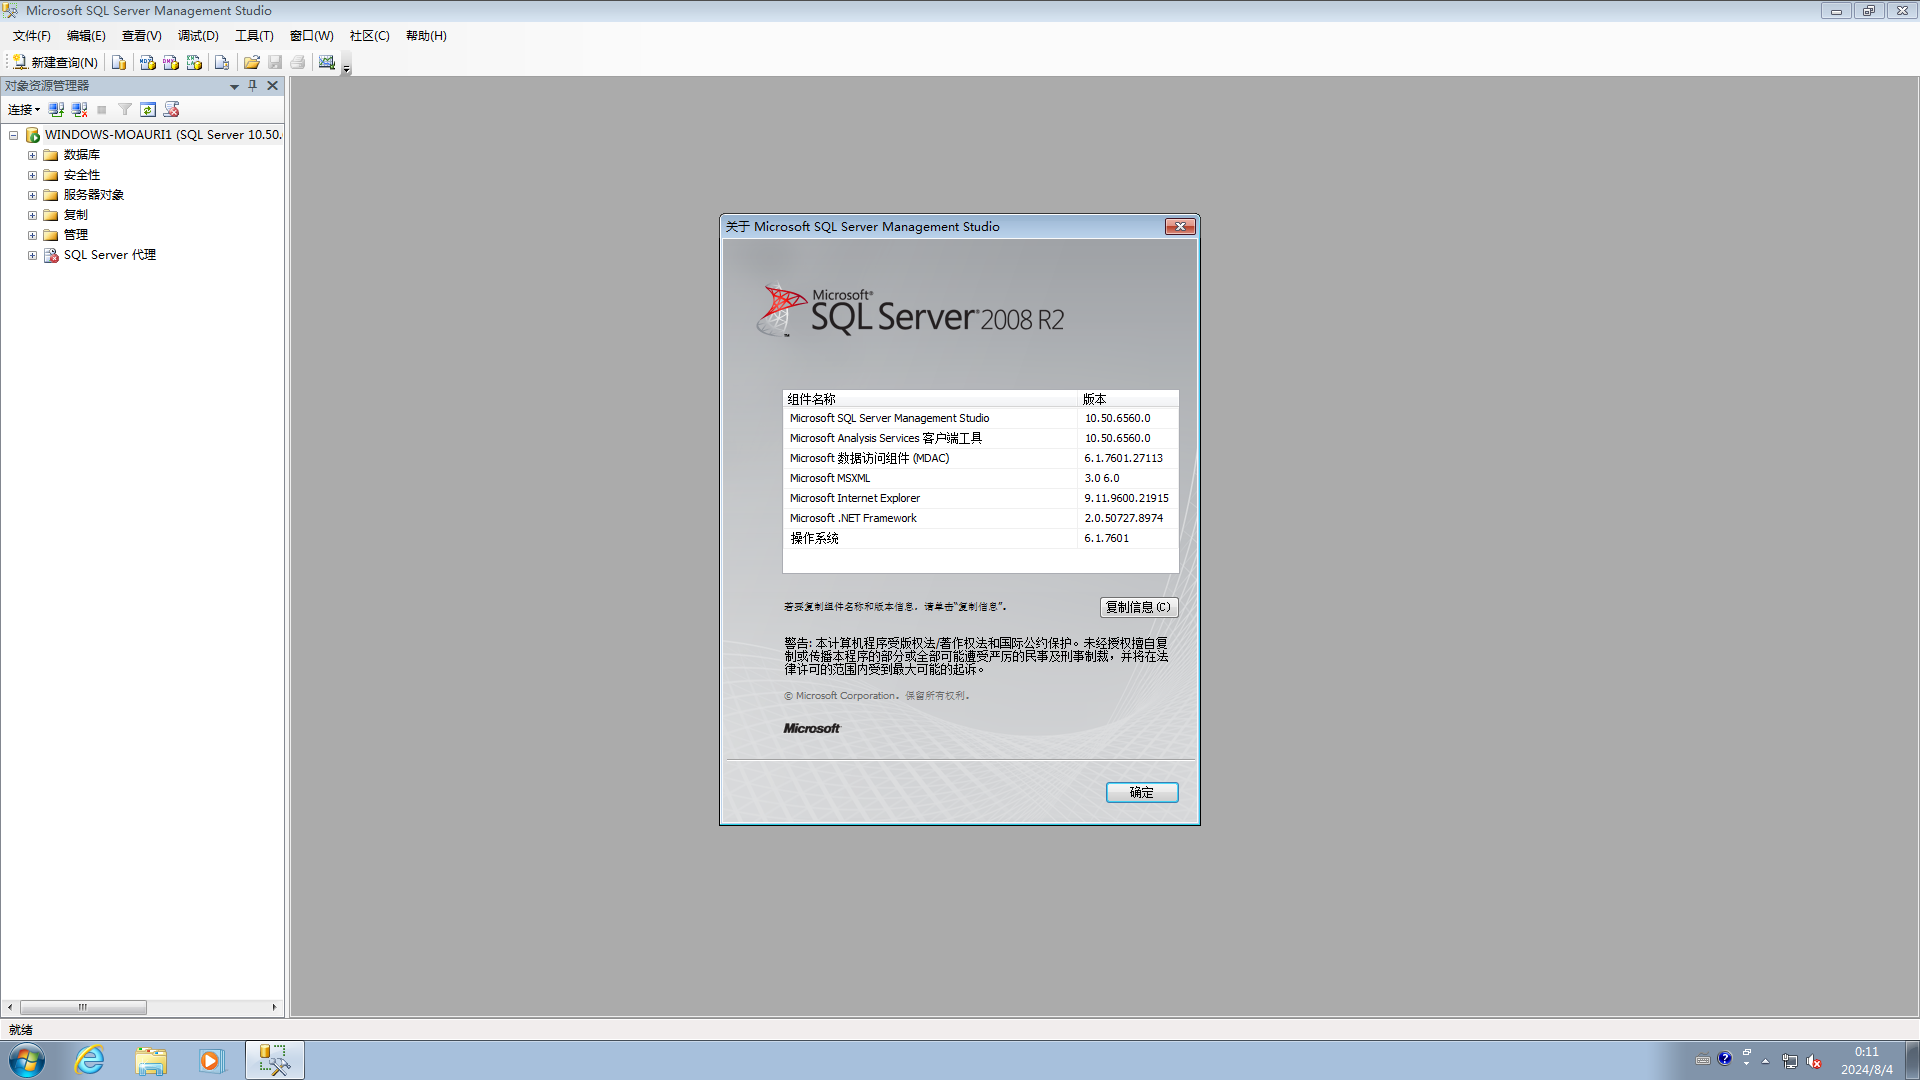 Microsoft SQL Server Management Studio
文件(F) 编辑(E) 查看(V) 调试(D) 工具(T) 窗口(W) 社区(C) 帮助(H)
新建查询(N)
对象资源管理器
连接
WINDOWS-MOAURI1 (SQL Server 10.50.
数据库
安全性
服务器对象
复制
管理
SQL Server 代理
关于 Microsoft SQL Server Management Studio
Microsoft®
SQL Server® 2008 R2
组件名称 版本
Microsoft SQL Server Management Studio 10.50.6560.0
Microsoft Analysis Services 客户端工具 10.50.6560.0
Microsoft 数据访问组件 (MDAC) 6.1.7601.27113
Microsoft MSXML 3.0 6.0
Microsoft Internet Explorer 9.11.9600.21915
Microsoft .NET Framework 2.0.50727.8974
操作系统 6.1.7601
若要复制组件名称和版本信息，请单击“复制信息”。
复制信息(C)
警告: 本计算机程序受版权法/著作权法和国际公约保护。未经授权擅自复
制或传播本程序的部分或全部可能遭受严厉的民事及刑事制裁，并将在法
律许可的范围内受到最大可能的起诉。
© Microsoft Corporation。保留所有权利。
Microsoft
确定
就绪
0:11
2024/8/4